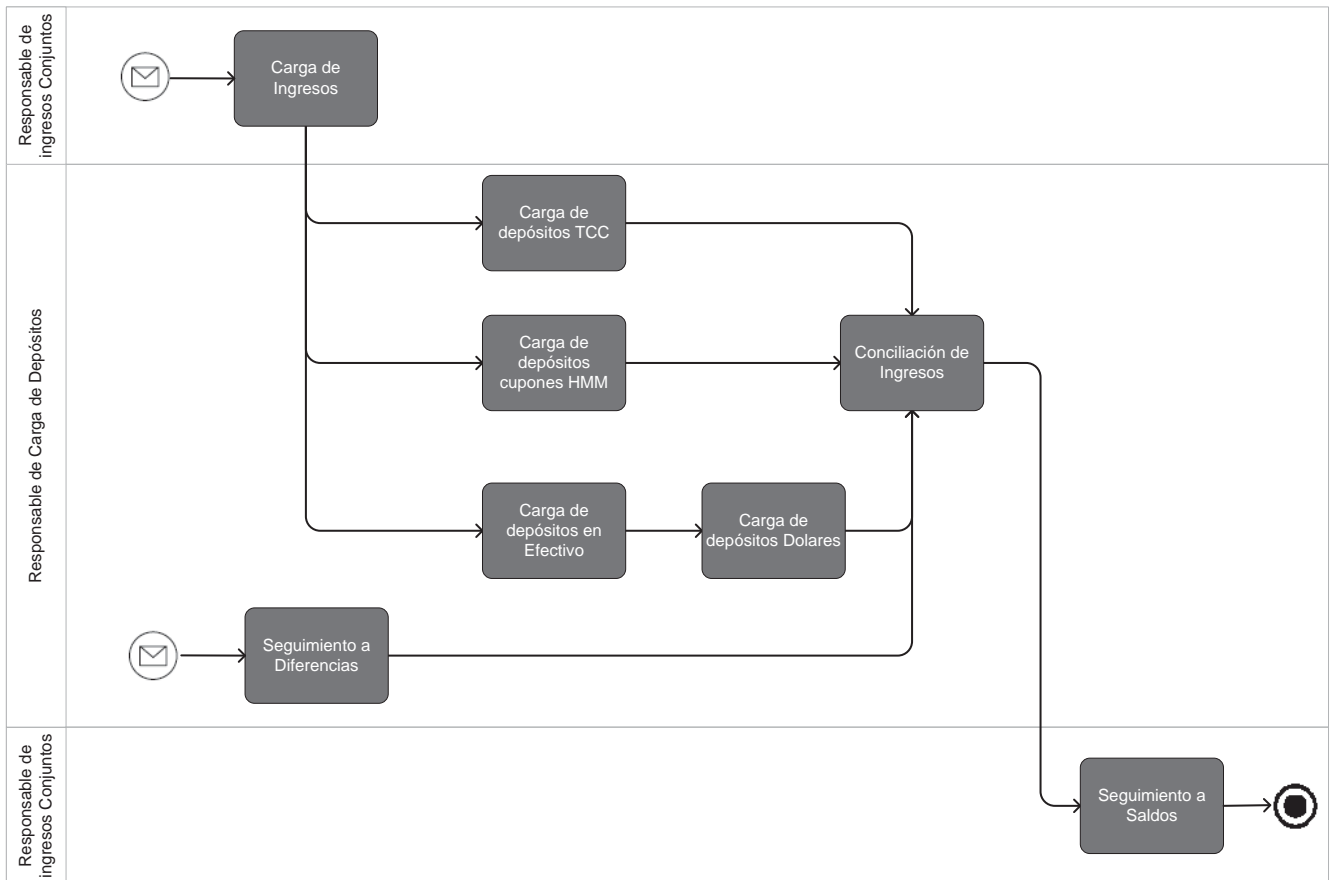 Responsable de
ingresos Conjuntos
Carga de
Ingresos
Responsable de Carga de Depósitos
Carga de
depósitos TCC
Carga de
depósitos
cupones HMM
Conciliación de
Ingresos
Carga de
depósitos en
Efectivo
Carga de
depósitos Dolares
Seguimiento a
Diferencias
Responsable de
ingresos Conjuntos
Seguimiento a
Saldos